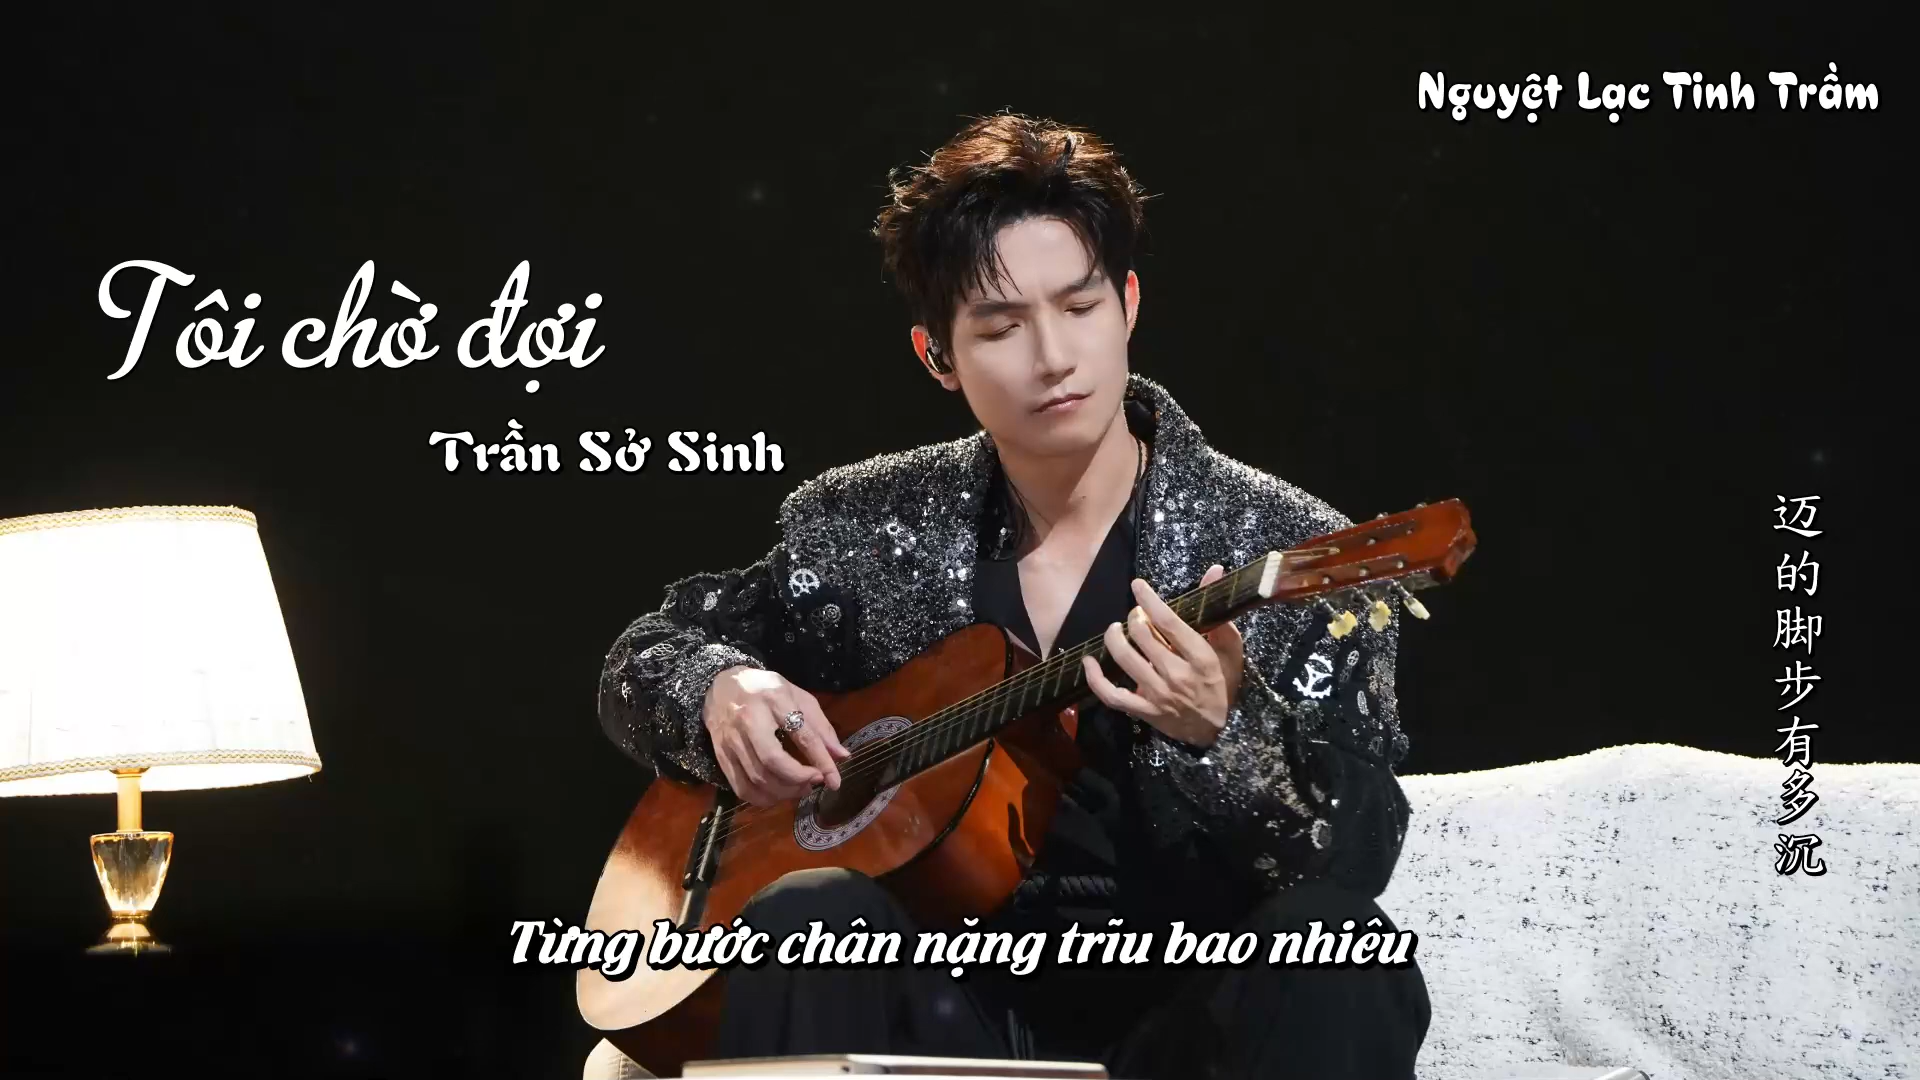 Nguyệt Lạc Tinh Trầm
Tôi chờ đợi
Trần Sở Sinh
迈的脚步有多沉
Từng bước chân nặng trĩu bao nhiêu